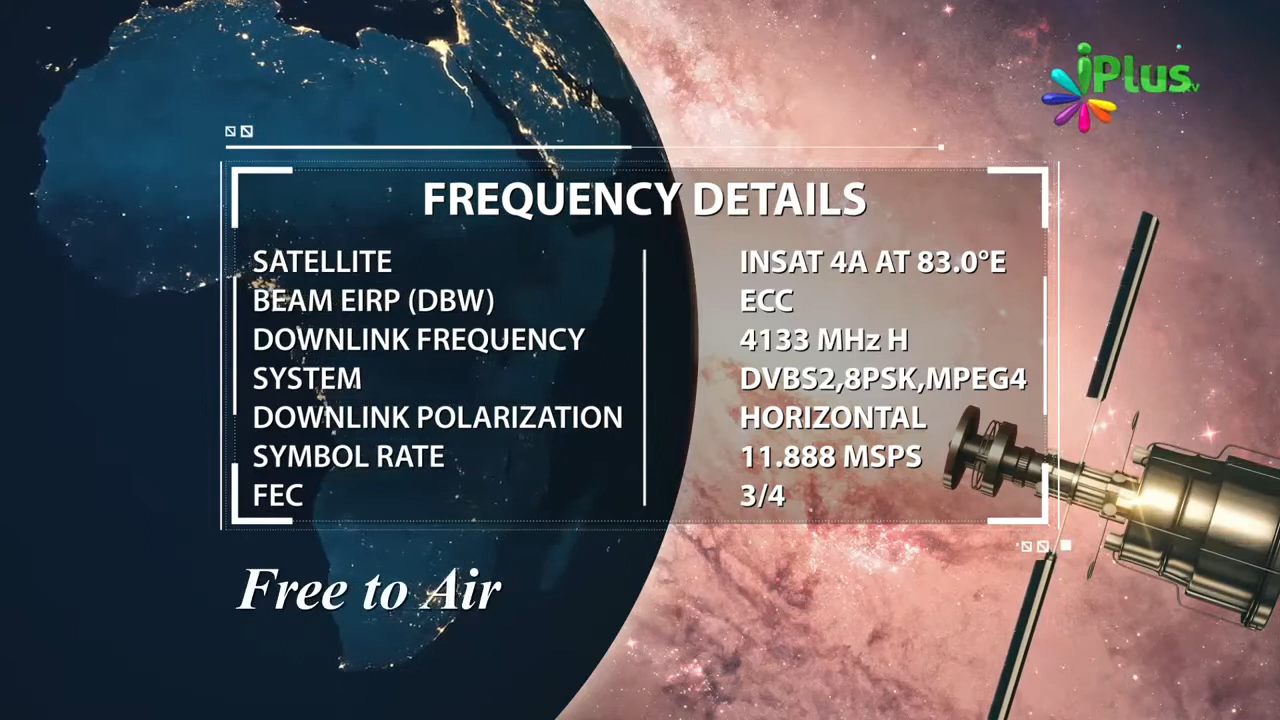 iPlus TV
FREQUENCY DETAILS
SATELLITE INSAT 4A AT 83.0°E
BEAM EIRP (DBW) ECC
DOWNLINK FREQUENCY 4133 MHz H
SYSTEM DVBS2,8PSK,MPEG4
DOWNLINK POLARIZATION HORIZONTAL
SYMBOL RATE 11.888 MSPS
FEC 3/4
Free to Air